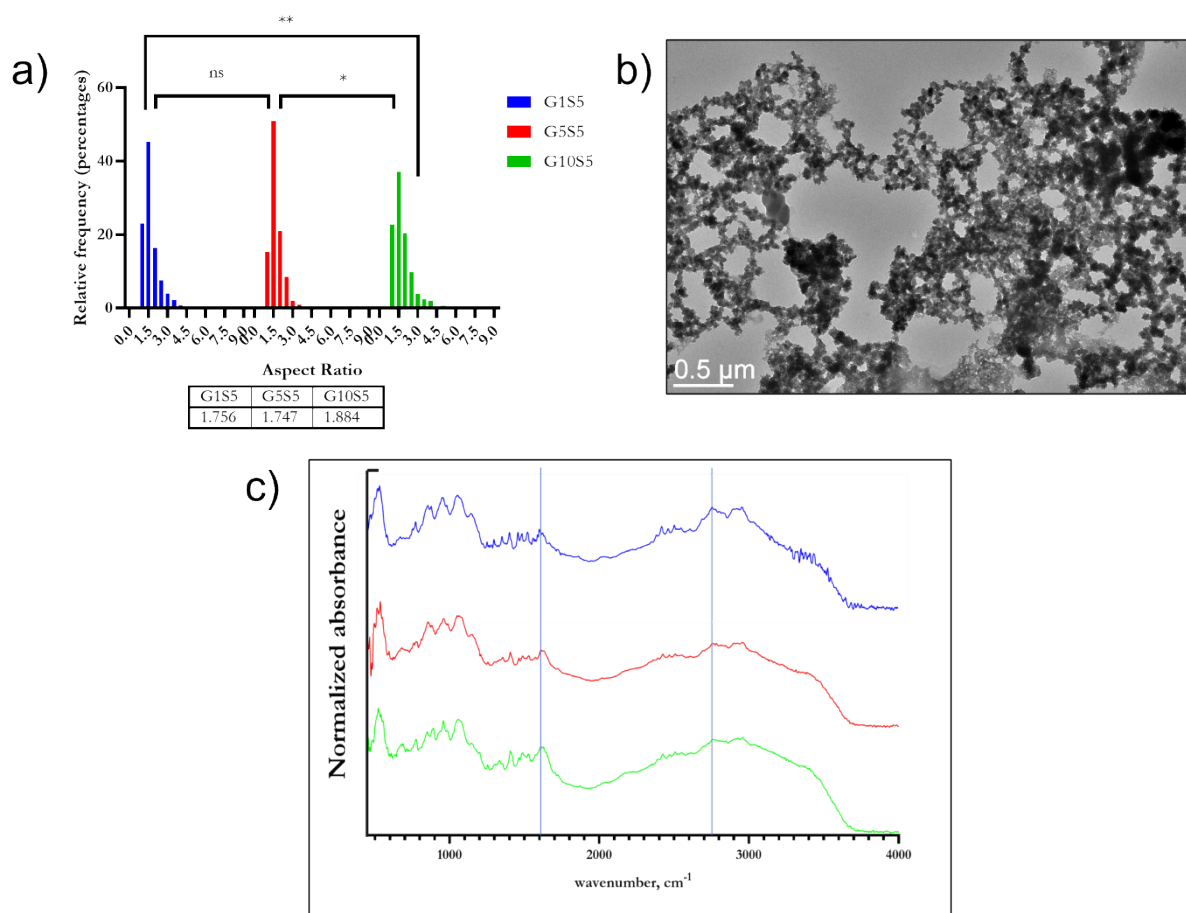 a)
**
ns
*
Relative frequency (percentages)
60
40
20
0
G1S5
G5S5
G10S5
0.0 1.5 3.0 4.5 6.0 7.5 9.0 0.0 1.5 3.0 4.5 6.0 7.5 9.0 0.0 1.5 3.0 4.5 6.0 7.5 9.0
Aspect Ratio
G1S5 G5S5 G10S5
1.756 1.747 1.884
b)
0.5 µm
c)
Normalized absorbance
1000 2000 3000 4000
wavenumber, cm-1